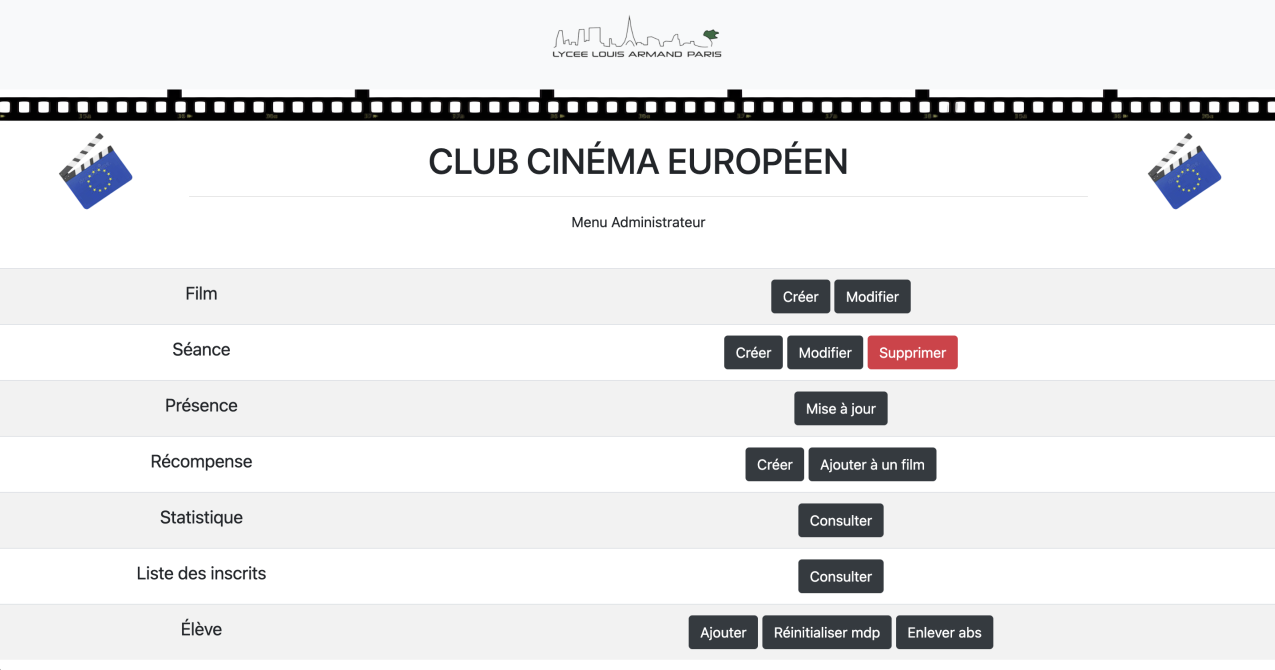 LYCEE LOUIS ARMAND PARIS
CLUB CINÉMA EUROPÉEN
Menu Administrateur
Film Créer Modifier
Séance Créer Modifier Supprimer
Présence Mise à jour
Récompense Créer Ajouter à un film
Statistique Consulter
Liste des inscrits Consulter
Élève Ajouter Réinitialiser mdp Enlever abs